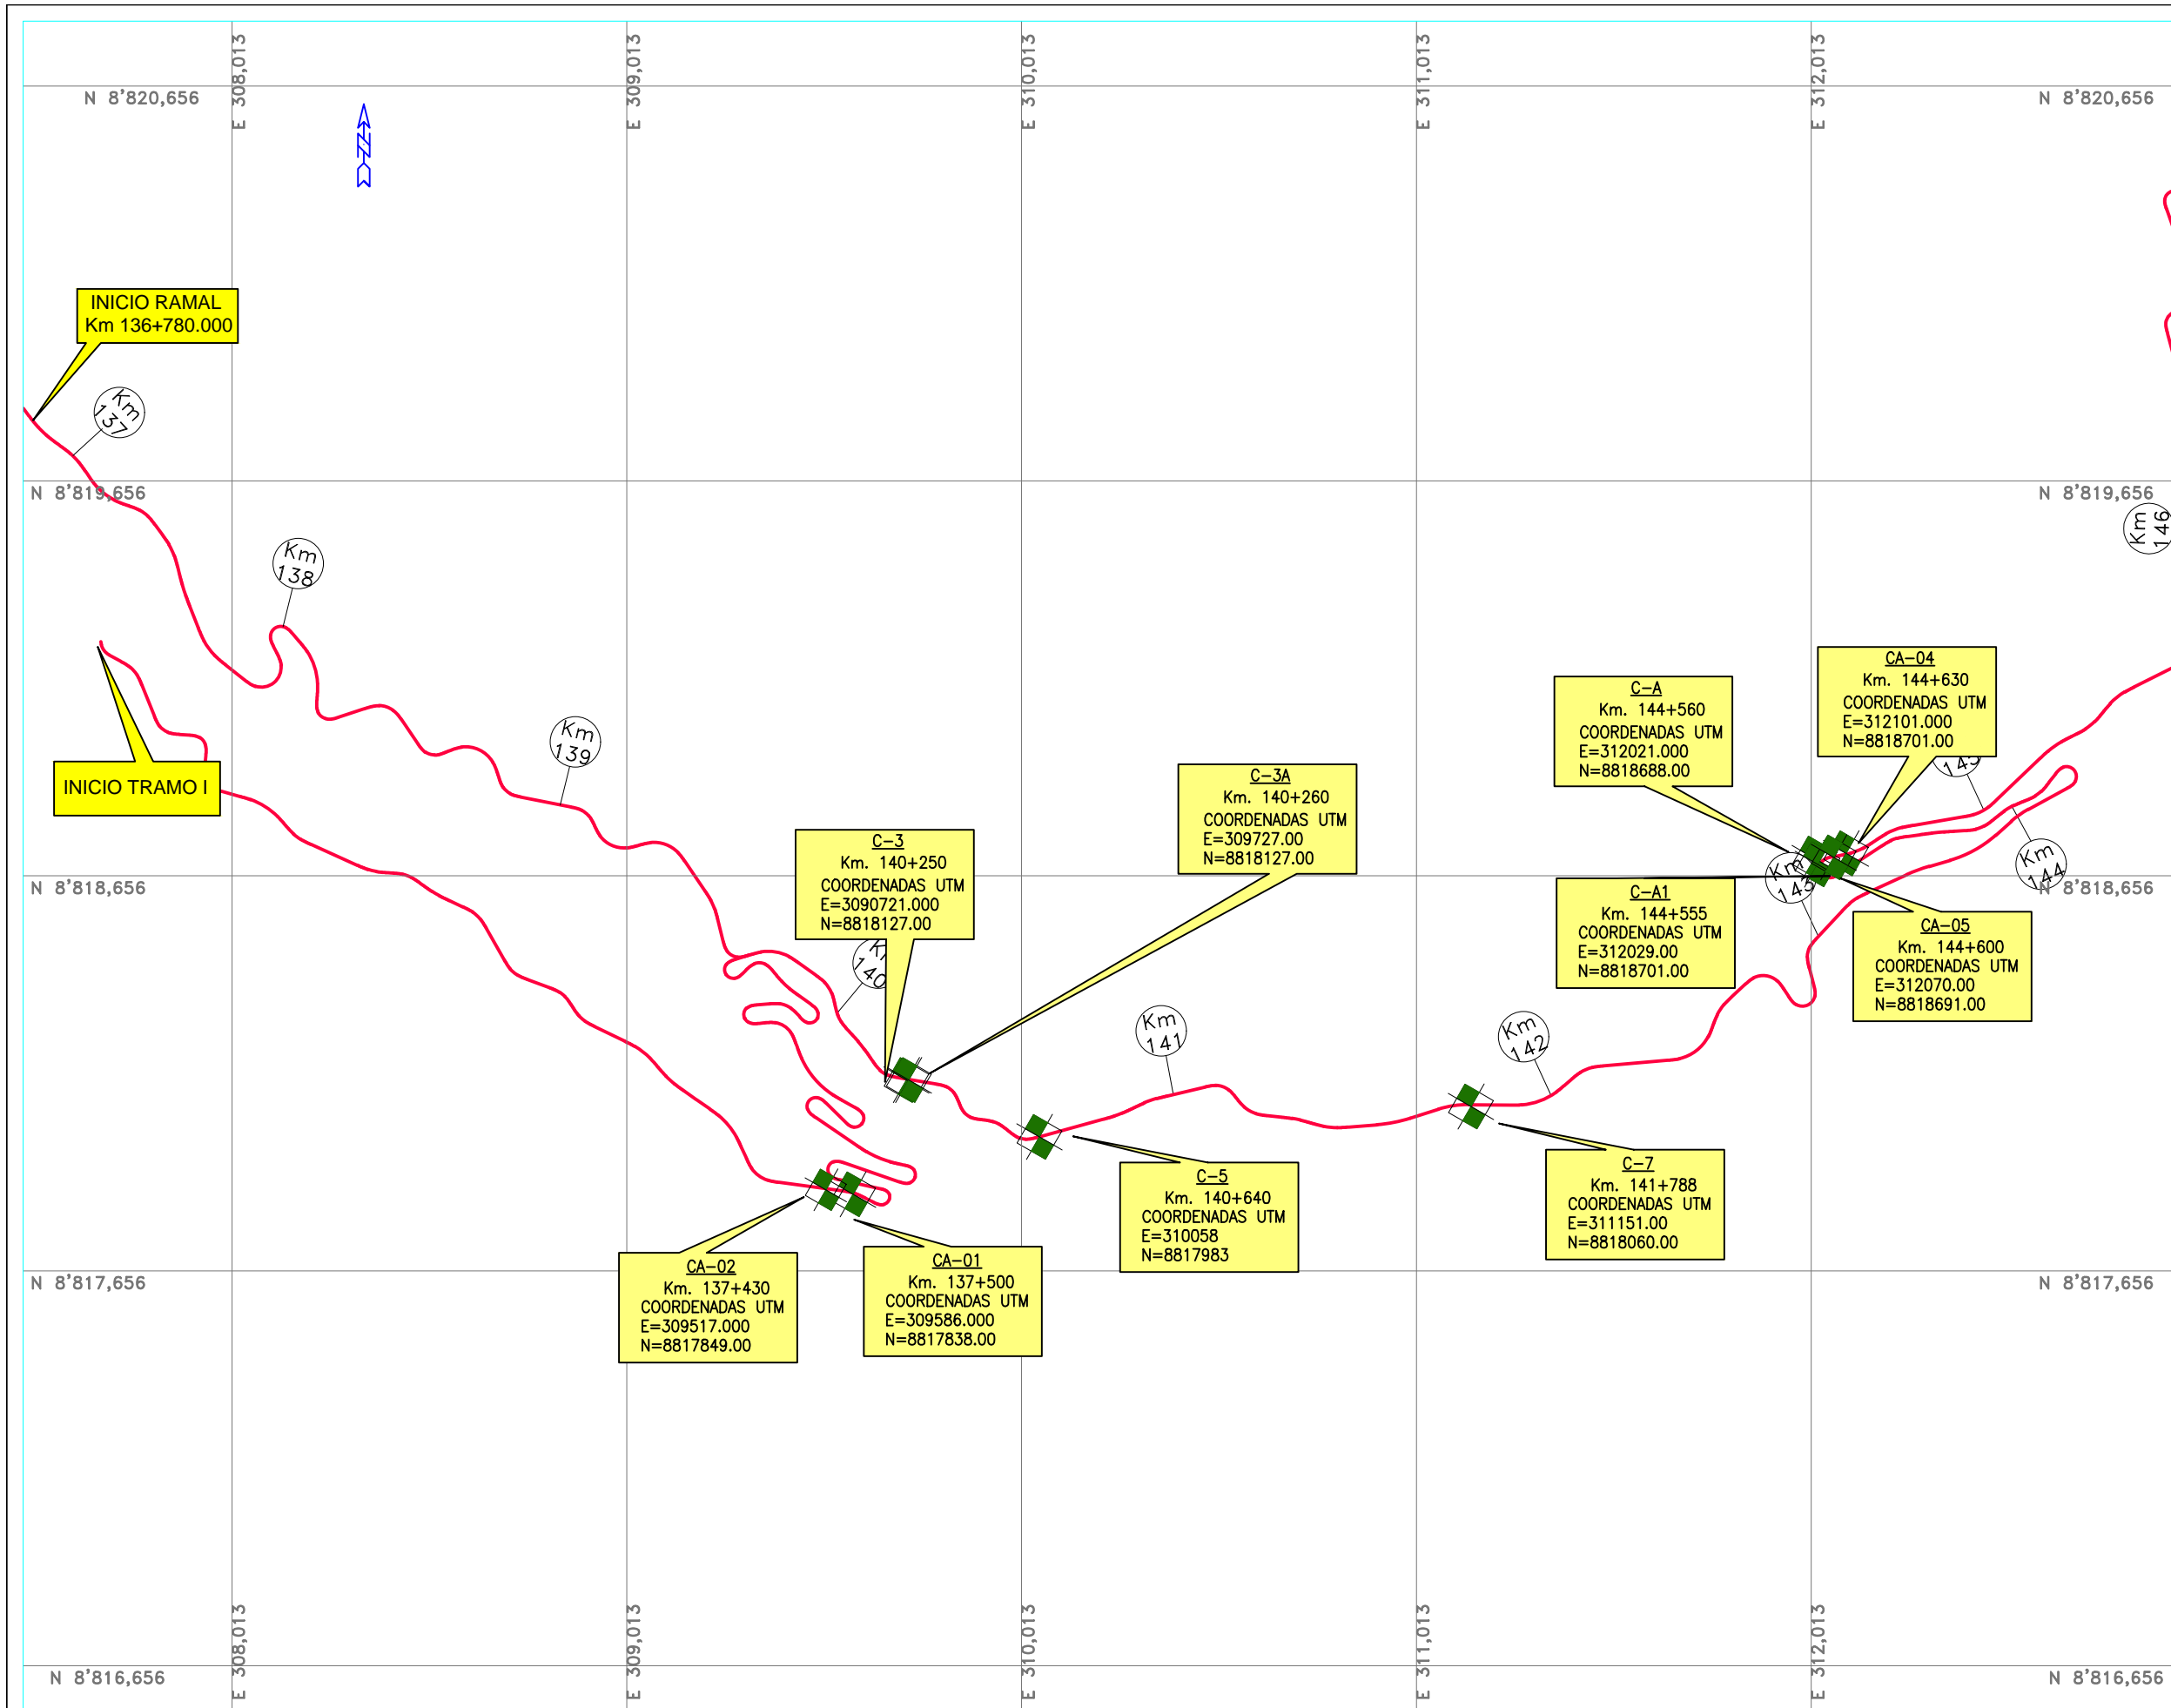 E 308,013
E 309,013
E 310,013
E 311,013
E 312,013
N 8'820,656
N 8'820,656
INICIO RAMAL
Km 136+780.000
Km
137
N 8'819,656
N 8'819,656
Km
146
Km
138
INICIO TRAMO I
Km
139
C-A
Km. 144+560
COORDENADAS UTM
E=312021.000
N=8818688.00
CA-04
Km. 144+630
COORDENADAS UTM
E=312101.000
N=8818701.00
C-3A
Km. 140+260
COORDENADAS UTM
E=309727.00
N=8818127.00
C-3
Km. 140+250
COORDENADAS UTM
E=3090721.000
N=8818127.00
140
Km
143
Km
144
N 8'818,656
N 8'818,656
C-A1
Km. 144+555
COORDENADAS UTM
E=312029.00
N=8818701.00
CA-05
Km. 144+600
COORDENADAS UTM
E=312070.00
N=8818691.00
Km
141
Km
142
C-5
Km. 140+640
COORDENADAS UTM
E=310058
N=8817983
C-7
Km. 141+788
COORDENADAS UTM
E=311151.00
N=8818060.00
CA-02
Km. 137+430
COORDENADAS UTM
E=309517.000
N=8817849.00
CA-01
Km. 137+500
COORDENADAS UTM
E=309586.000
N=8817838.00
N 8'817,656
N 8'817,656
N 8'816,656
N 8'816,656
E 308,013
E 309,013
E 310,013
E 311,013
E 312,013